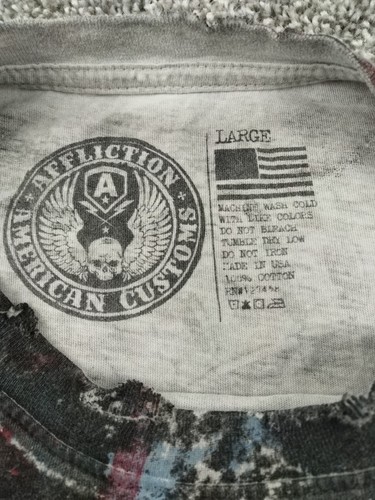 AFFLICTION
A
AMERICAN CUSTOMS
LARGE
MACHINE WASH COLD
WITH LIKE COLORS
DO NOT BLEACH
TUMBLE DRY LOW
DO NOT IRON
MADE IN USA
100% COTTON